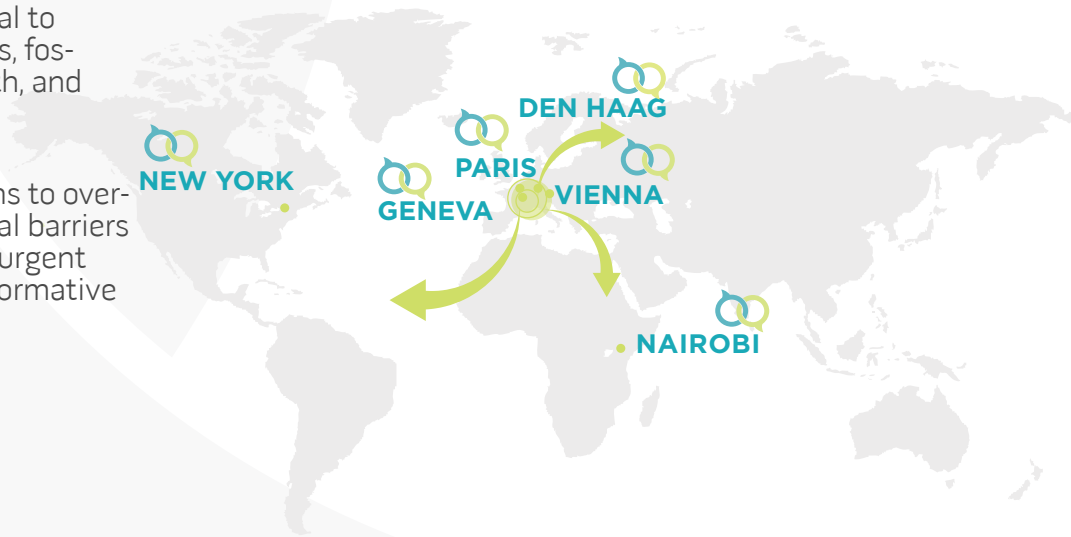 al to
s, fos-
th, and
ns to over-
al barriers
urgent
ormative
DEN HAAG
PARIS
NEW YORK
VIENNA
GENEVA
NAIROBI